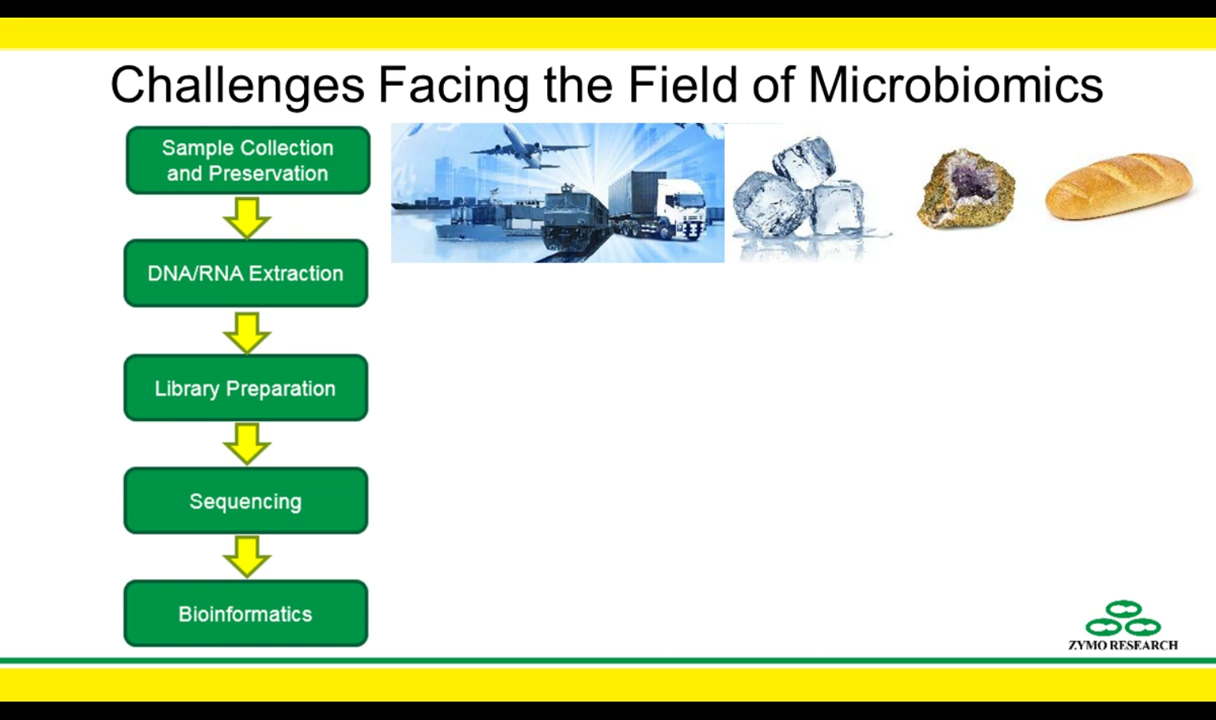 Challenges Facing the Field of Microbiomics
Sample Collection
and Preservation
DNA/RNA Extraction
Library Preparation
Sequencing
Bioinformatics
ZYMO RESEARCH